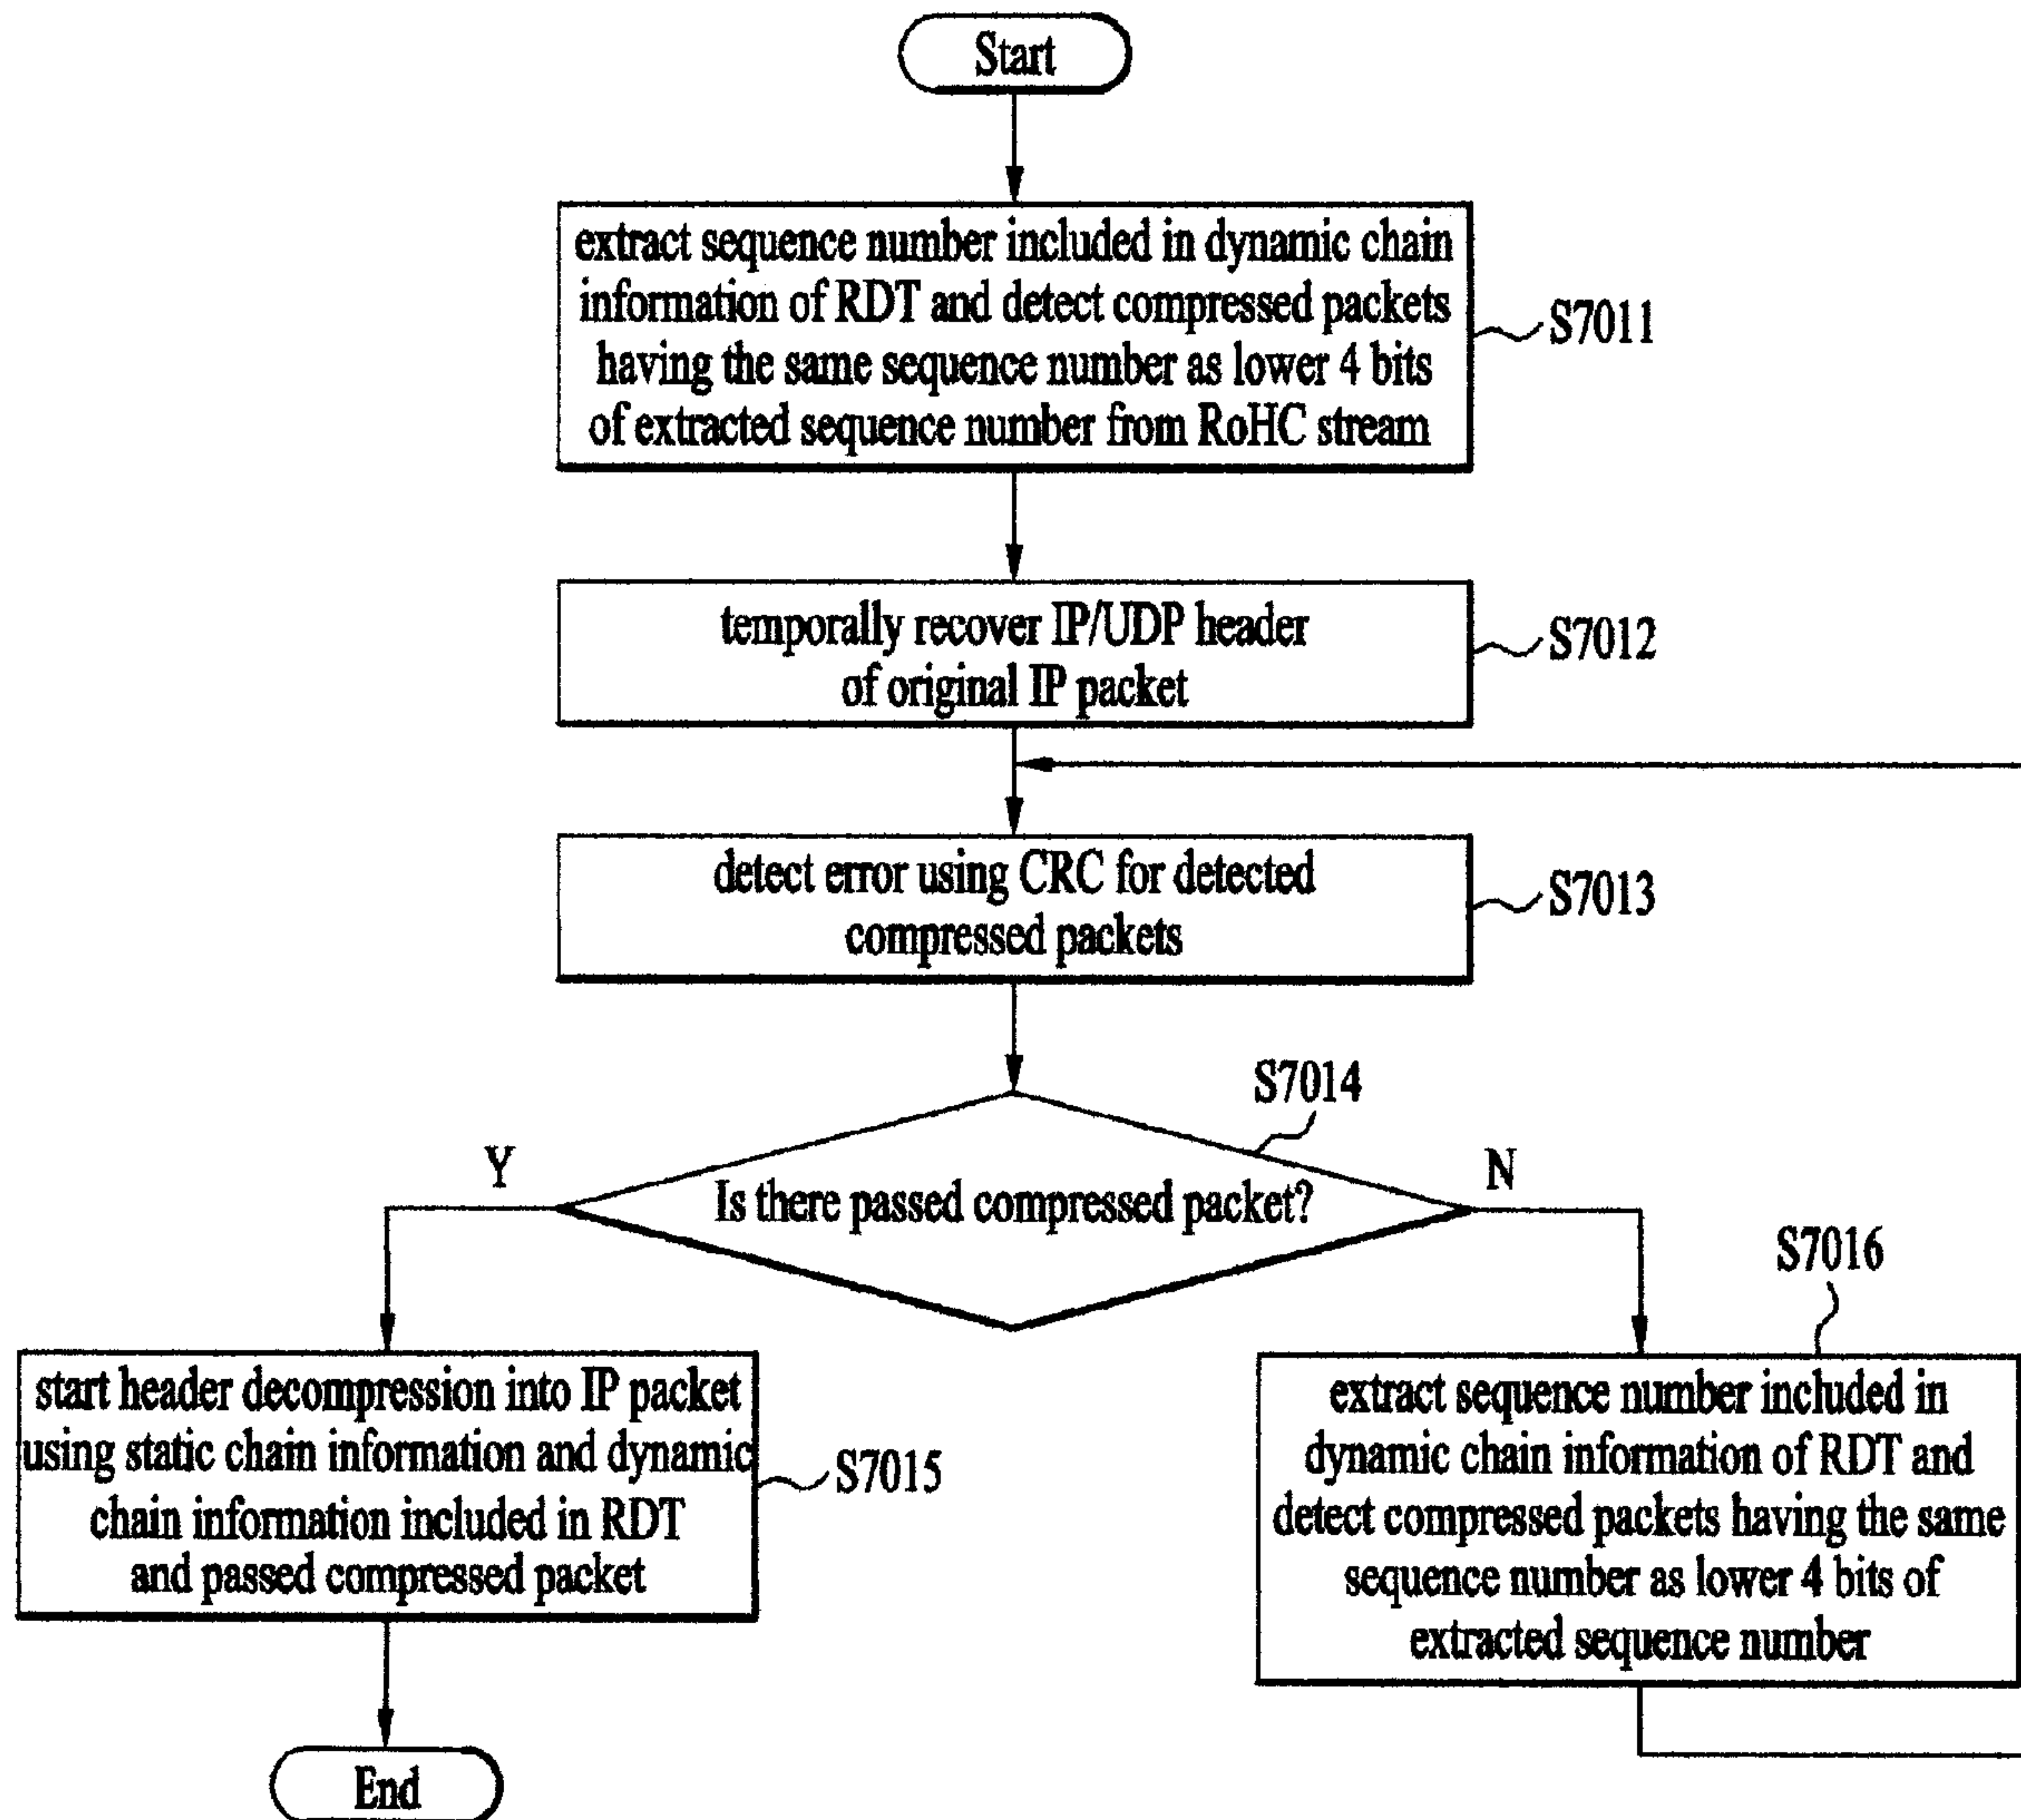 Start
extract sequence number included in dynamic chain
information of RDT and detect compressed packets
having the same sequence number as lower 4 bits
of extracted sequence number from RoHC stream
S7011
temporally recover IP/UDP header
of original IP packet
S7012
detect error using CRC for detected
compressed packets
S7013
S7014
Y
Is there passed compressed packet?
N
start header decompression into IP packet
using static chain information and dynamic
chain information included in RDT
and passed compressed packet
S7015
S7016
extract sequence number included in
dynamic chain information of RDT and
detect compressed packets having the same
sequence number as lower 4 bits of
extracted sequence number
End